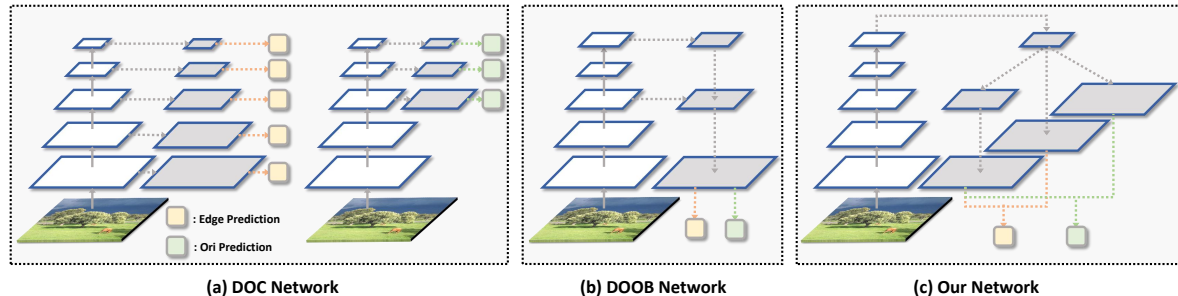 : Edge Prediction
: Ori Prediction
(a) DOC Network
(b) DOOB Network
(c) Our Network